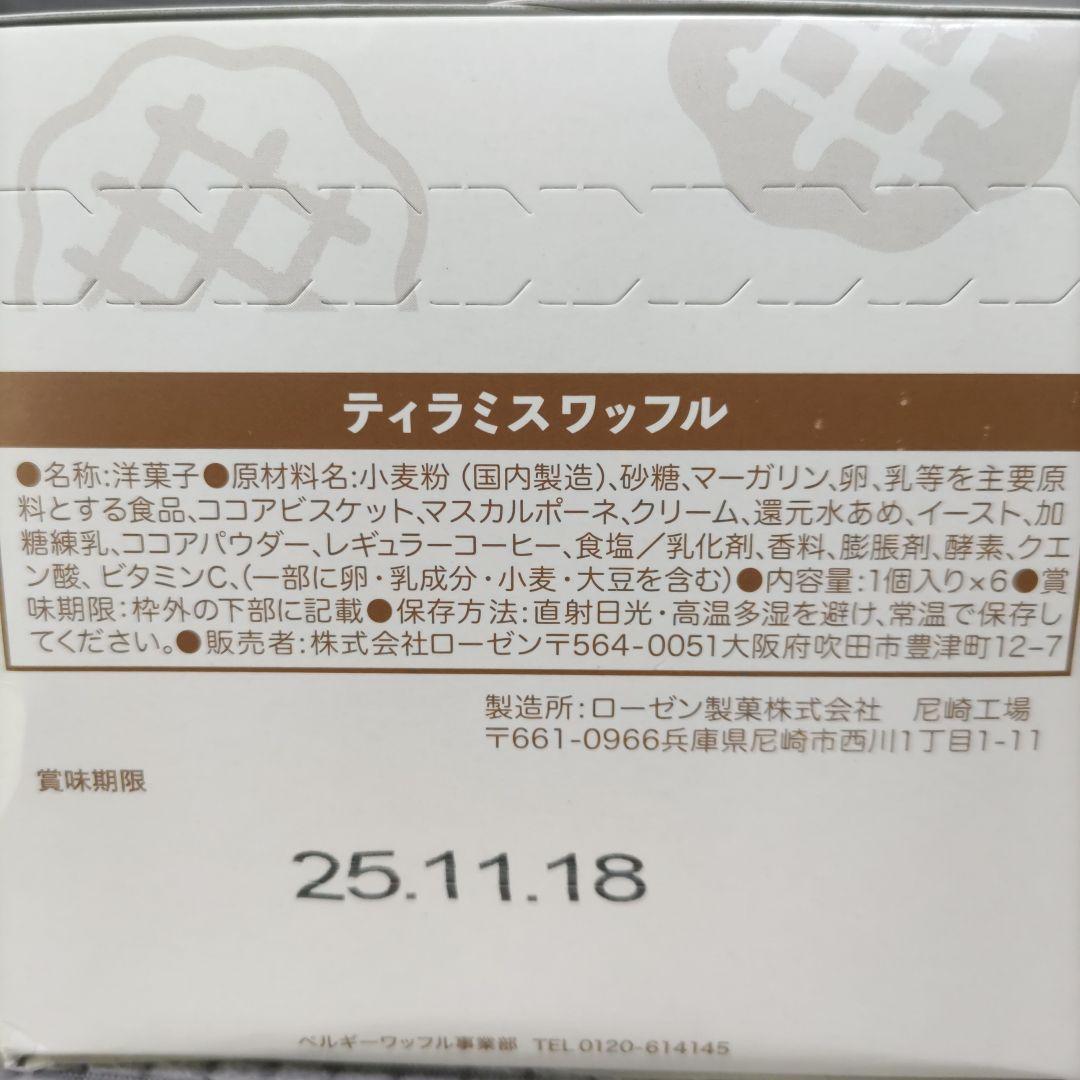 ティラミスワッフル
●名称:洋菓子●原材料名:小麦粉(国内製造)、砂糖、マーガリン、卵、乳等を主要原
料とする食品、ココアビスケット、マスカルポーネ、クリーム、還元水あめ、イースト、加
糖練乳、ココアパウダー、レギュラーコーヒー、食塩/乳化剤、香料、膨脹剤、酵素、クエ
ン酸、ビタミンC、(一部に卵・乳成分・小麦・大豆を含む)●内容量:1個入り×6●賞
味期限:枠外の下部に記載●保存方法:直射日光・高温多湿を避け、常温で保存し
てください。●販売者:株式会社ローゼン〒564-0051大阪府吹田市豊津町12-7
製造所:ローゼン製菓株式会社 尼崎工場
〒661-0966兵庫県尼崎市西川1丁目1-11
賞味期限
25.11.18
ベルギーワッフル事業部 TEL 0120-614145